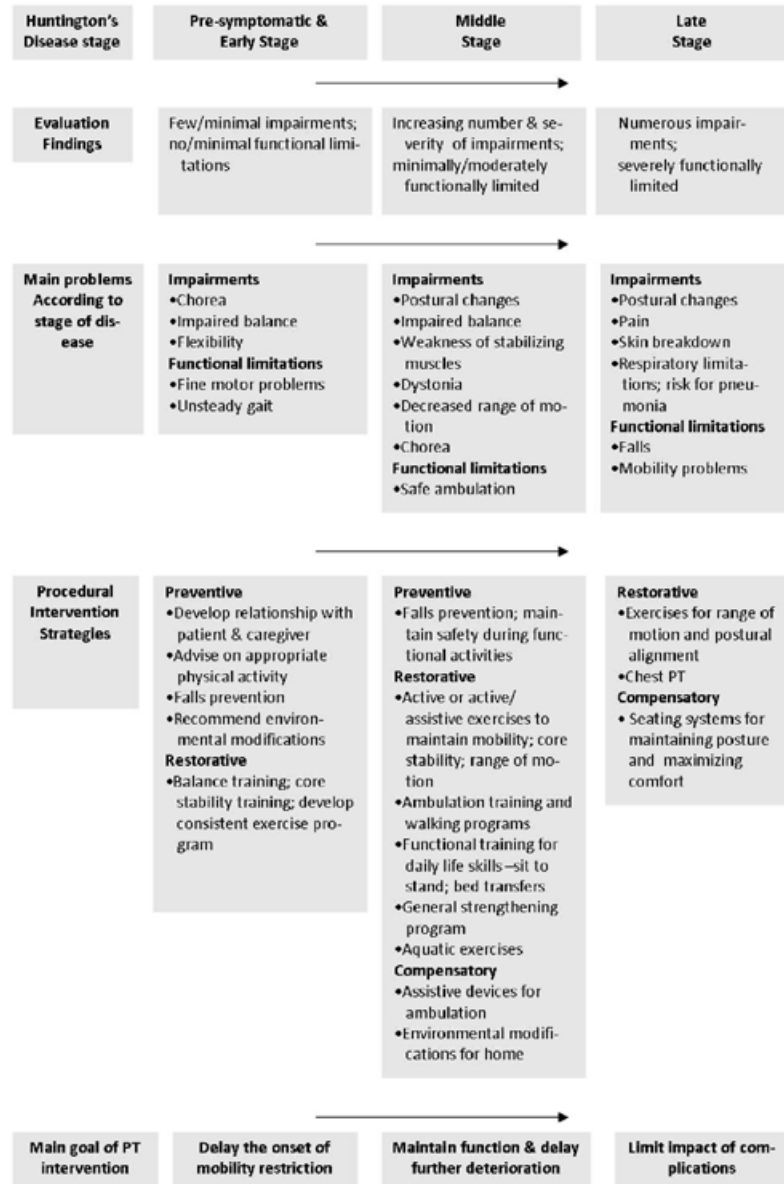 Huntington's
Disease stage
Pre-symptomatic &
Early Stage
Middle
Stage
Late
Stage
Evaluation
Findings
Few/minimal impairments;
no/minimal functional limi-
tations
Increasing number & se-
verity of impairments;
minimally/moderately
functionally limited
Numerous impair-
ments;
severely functionally
limited
Main problems
According to
stage of dis-
ease
Impairments
•Chorea
•Impaired balance
•Flexibility
Functional limitations
•Fine motor problems
•Unsteady gait
Impairments
•Postural changes
•Impaired balance
•Weakness of stabilizing
muscles
•Dystonia
•Decreased range of mo-
tion
•Chorea
Functional limitations
•Safe ambulation
Impairments
•Postural changes
•Pain
•Skin breakdown
•Respiratory limita-
tions; risk for pneu-
monia
Functional limitations
•Falls
•Mobility problems
Procedural
Intervention
Strategies
Preventive
•Develop relationship with
patient & caregiver
•Advise on appropriate
physical activity
•Falls prevention
•Recommend environ-
mental modifications
Restorative
•Balance training; core
stability training; develop
consistent exercise pro-
gram
Preventive
•Falls prevention; main-
tain safety during func-
tional activities
Restorative
•Active or active/
assistive exercises to
maintain mobility; core
stability; range of motion
•Ambulation training and
walking programs
•Functional training for
daily life skills—sit to
stand; bed transfers
•General strengthening
program
•Aquatic exercises
Compensatory
•Assistive devices for
ambulation
•Environmental modifi-
cations for home
Restorative
•Exercises for range of
motion and postural
alignment
•Chest PT
Compensatory
• Seating systems for
maintaining posture
and maximizing
comfort
Main goal of PT
intervention
Delay the onset of
mobility restriction
Maintain function & delay
further deterioration
Limit impact of com-
plications